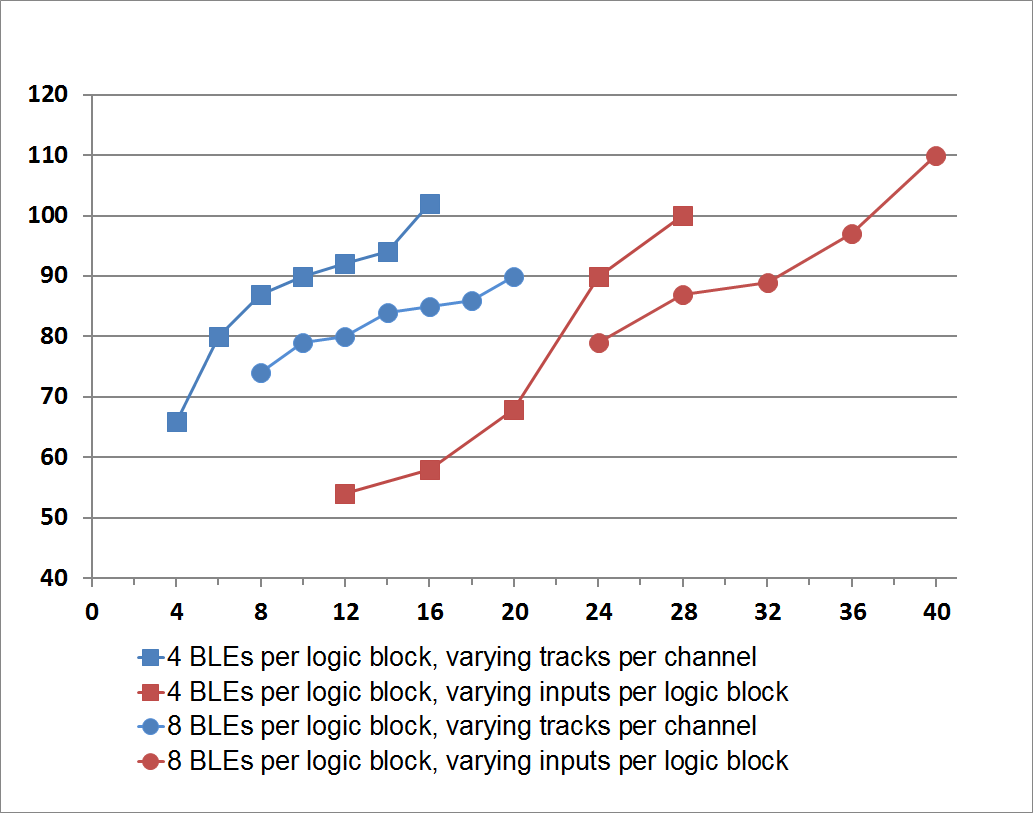 120
110
100
90
80
70
60
50
40
0 4 8 12 16 20 24 28 32 36 40
4 BLEs per logic block, varying tracks per channel
4 BLEs per logic block, varying inputs per logic block
8 BLEs per logic block, varying tracks per channel
8 BLEs per logic block, varying inputs per logic block